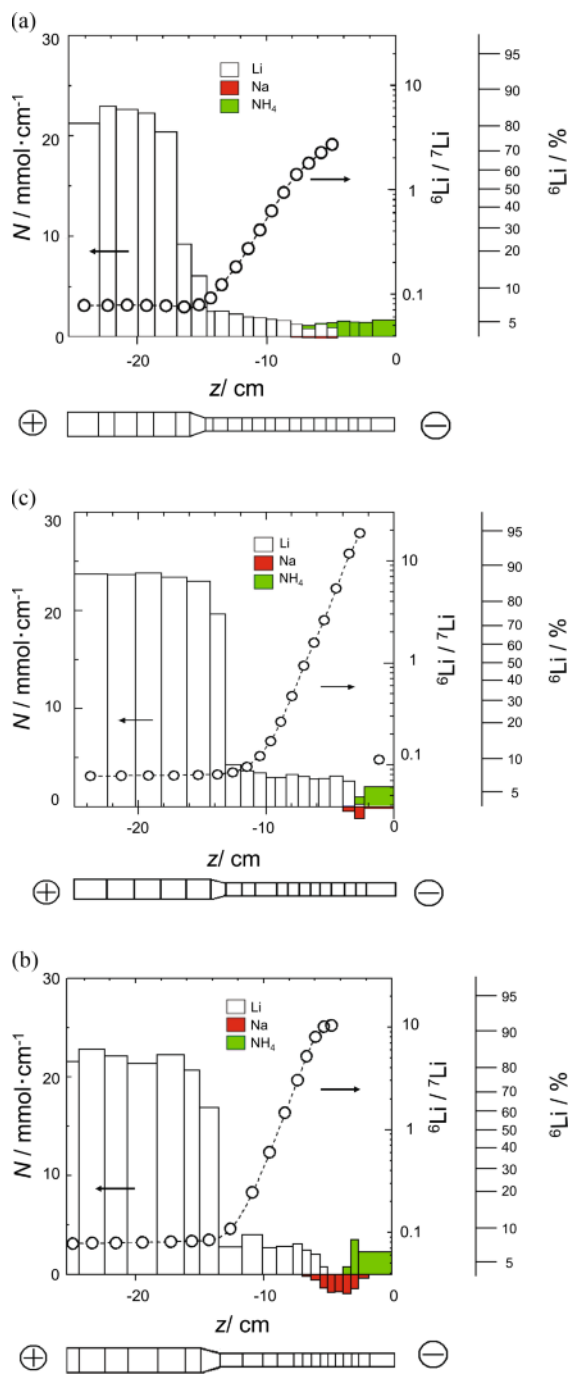 (a)
30
20
10
0
N / mmol·cm⁻¹
Li
Na
NH₄
10
1
0.1
⁶Li / ⁷Li
95
90
80
70
60
50
40
30
20
10
5
⁶Li / %
-20
-10
0
z/ cm
+
−
(c)
30
20
10
0
N / mmol·cm⁻¹
Li
Na
NH₄
10
1
0.1
⁶Li / ⁷Li
95
90
80
70
60
50
40
30
20
10
5
⁶Li / %
-20
-10
0
z/ cm
+
−
(b)
30
20
10
0
N / mmol·cm⁻¹
Li
Na
NH₄
10
1
0.1
⁶Li / ⁷Li
95
90
80
70
60
50
40
30
20
10
5
⁶Li / %
-20
-10
0
z/ cm
+
−